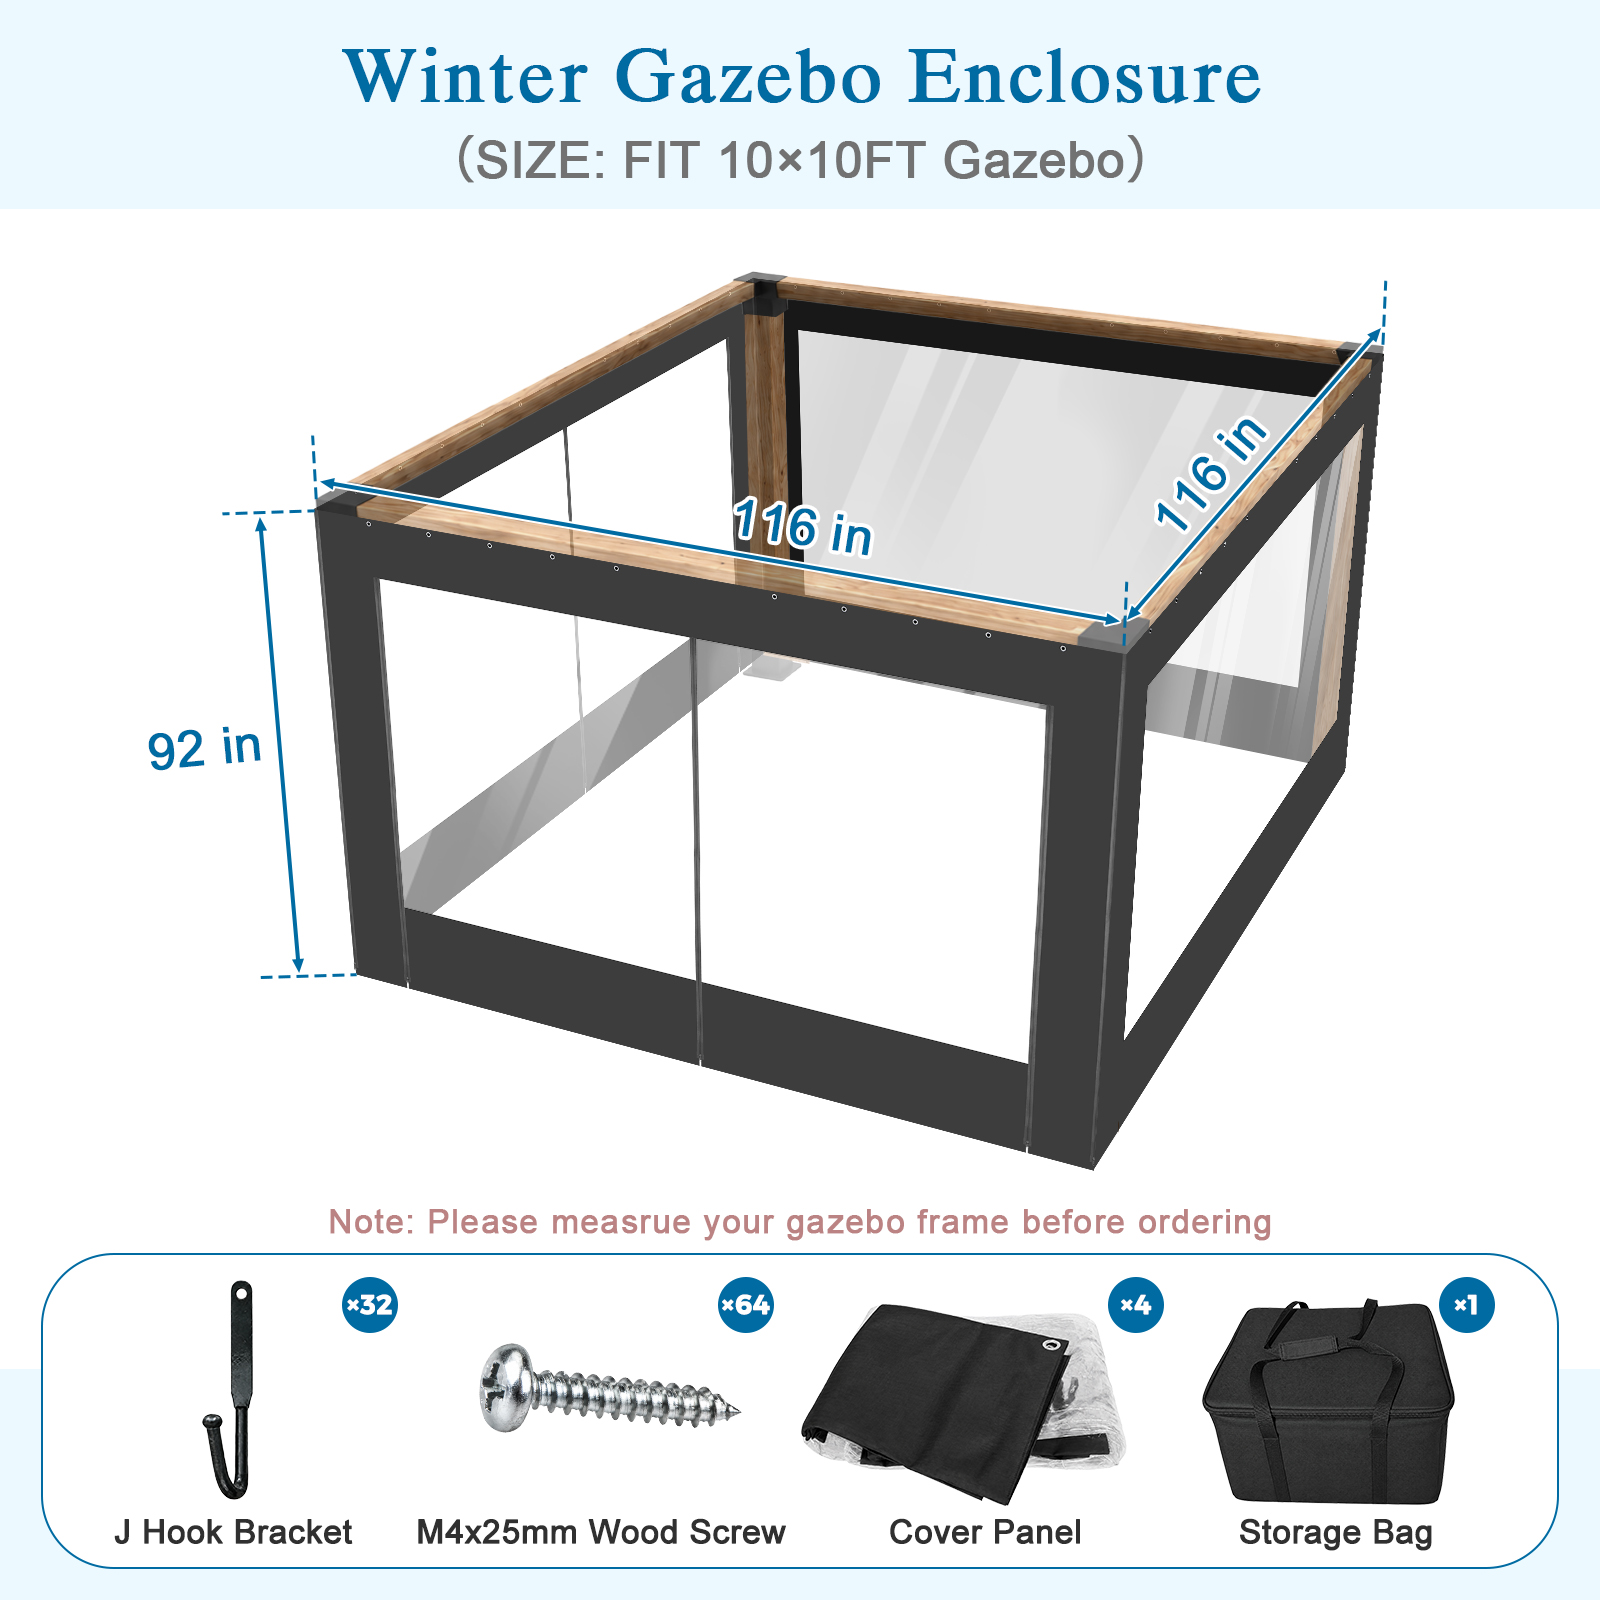 Winter Gazebo Enclosure
（SIZE: FIT 10×10FT Gazebo）
116 in
116 in
92 in
Note: Please measrue your gazebo frame before ordering
×32
×64
×4
×1
J Hook Bracket
M4x25mm Wood Screw
Cover Panel
Storage Bag